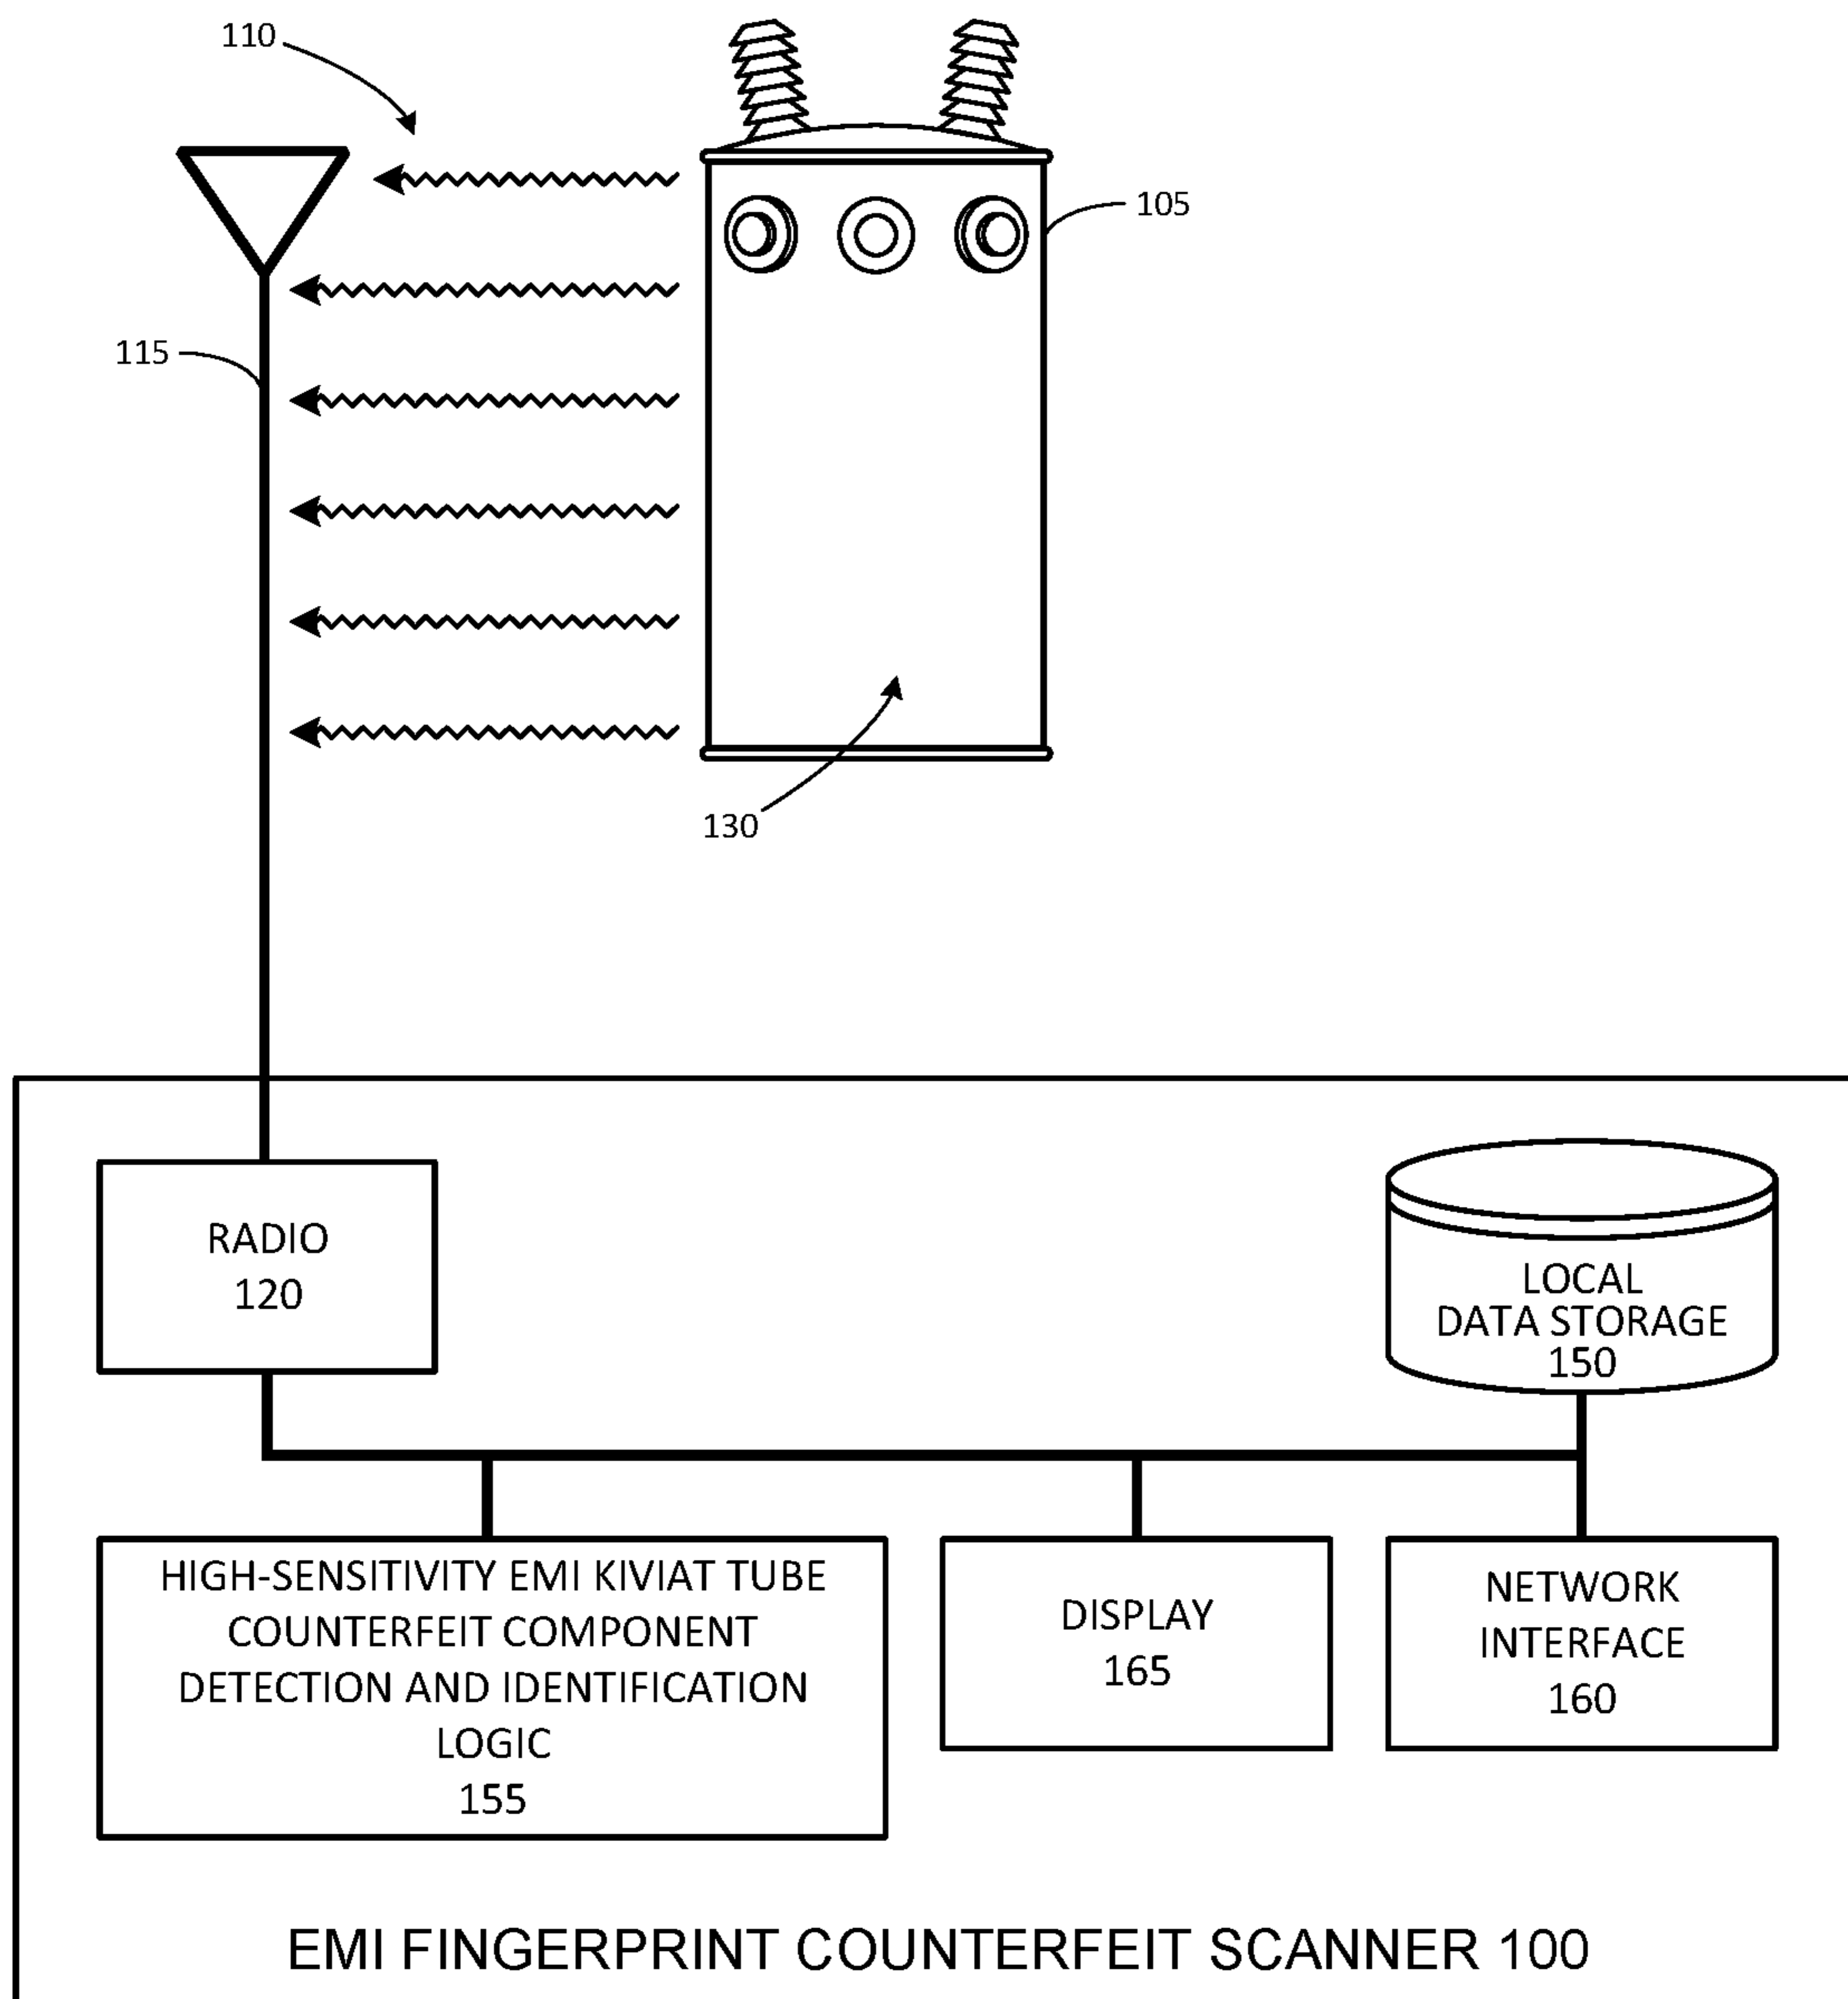 110
105
115
130
RADIO
120
LOCAL
DATA STORAGE
150
HIGH-SENSITIVITY EMI KIVIAT TUBE
COUNTERFEIT COMPONENT
DETECTION AND IDENTIFICATION
LOGIC
155
DISPLAY
165
NETWORK
INTERFACE
160
EMI FINGERPRINT COUNTERFEIT SCANNER 100